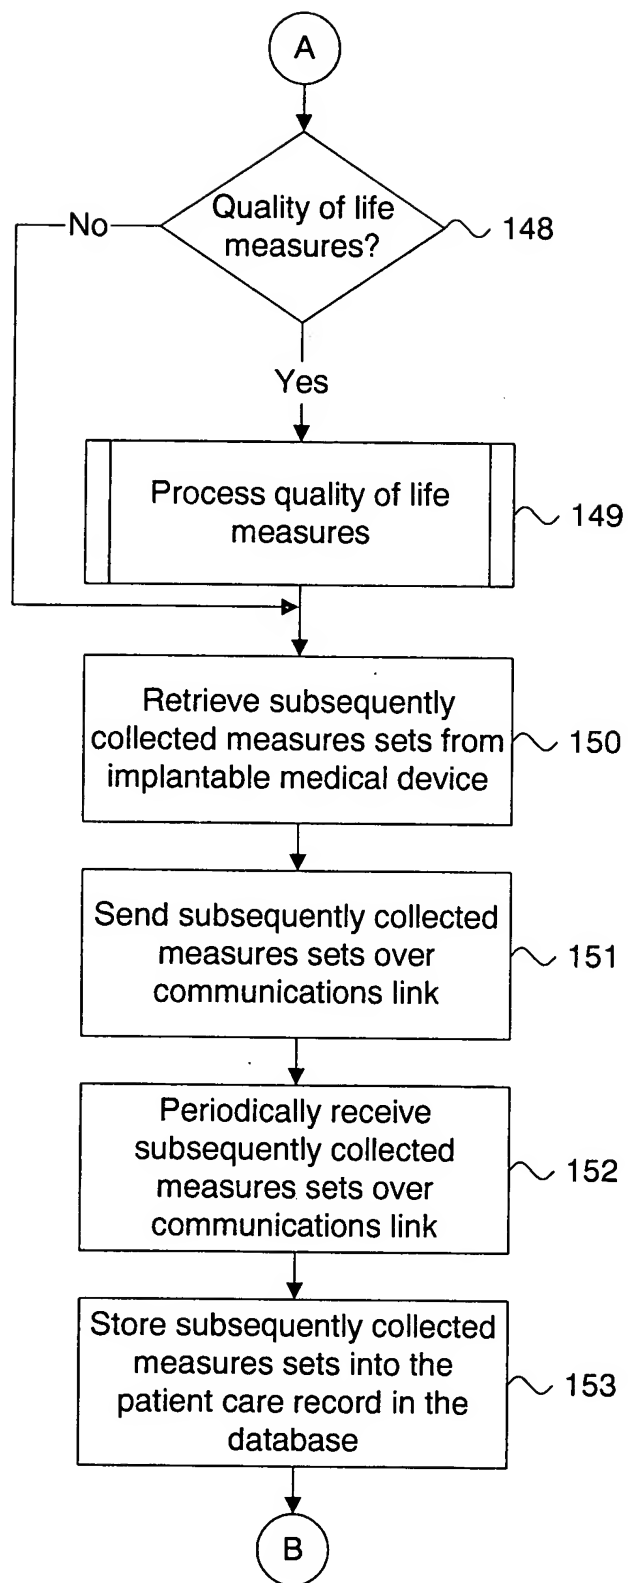 A
Quality of life
measures?
148
No
Yes
Process quality of life
measures
149
Retrieve subsequently
collected measures sets from
implantable medical device
150
Send subsequently collected
measures sets over
communications link
151
Periodically receive
subsequently collected
measures sets over
communications link
152
Store subsequently collected
measures sets into the
patient care record in the
database
153
B